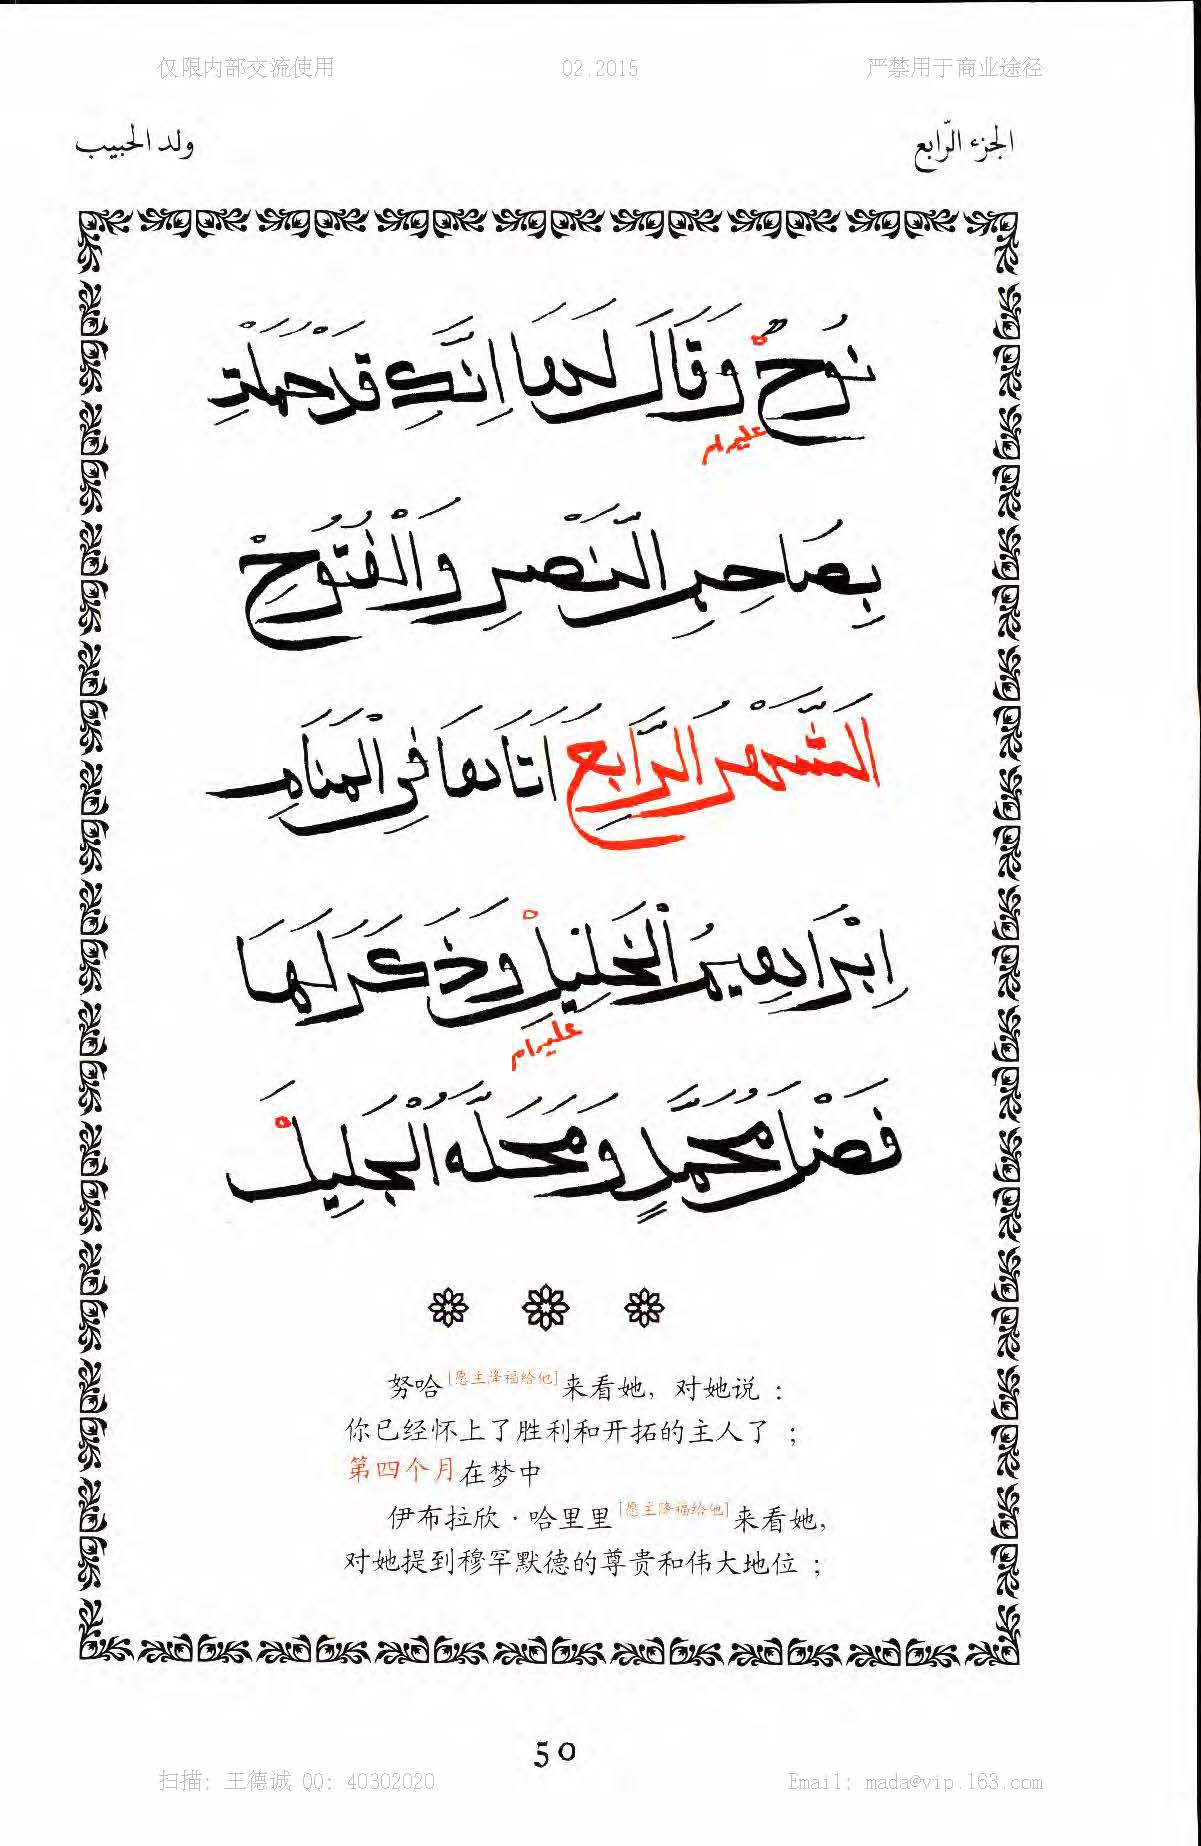 仅限内部交流使用 02.2015 严禁用于商业途径
الجزء الرّابع ولد الحبيب
نُوحُ وَقَالَ لَهَا اِنَّكِ قَدْ حَمَلْتِ
عليه لم
بِصَاحِبِ النَّصْرِ وَالْفُتُوحِْ
اَلشَّهْرُ الرَّابِعُ اَتَاهَا فِى الْمَنَامِ
اِبْرَاهِيمُ الْخَلِيلِْ وَذَكَرَ لَهَا
عليه ام
فَضْلَ مُحَمَّدٍ وَمَحَلَّهُ الْجَلِيلَْ
努哈[愿主降福给他]来看她，对她说：
你已经怀上了胜利和开拓的主人了；
第四个月在梦中
伊布拉欣·哈里里[愿主降福给他]来看她，
对她提到穆罕默德的尊贵和伟大地位；
50
扫描: 王德诚 QQ: 40302020 Email: mada@vip.163.com